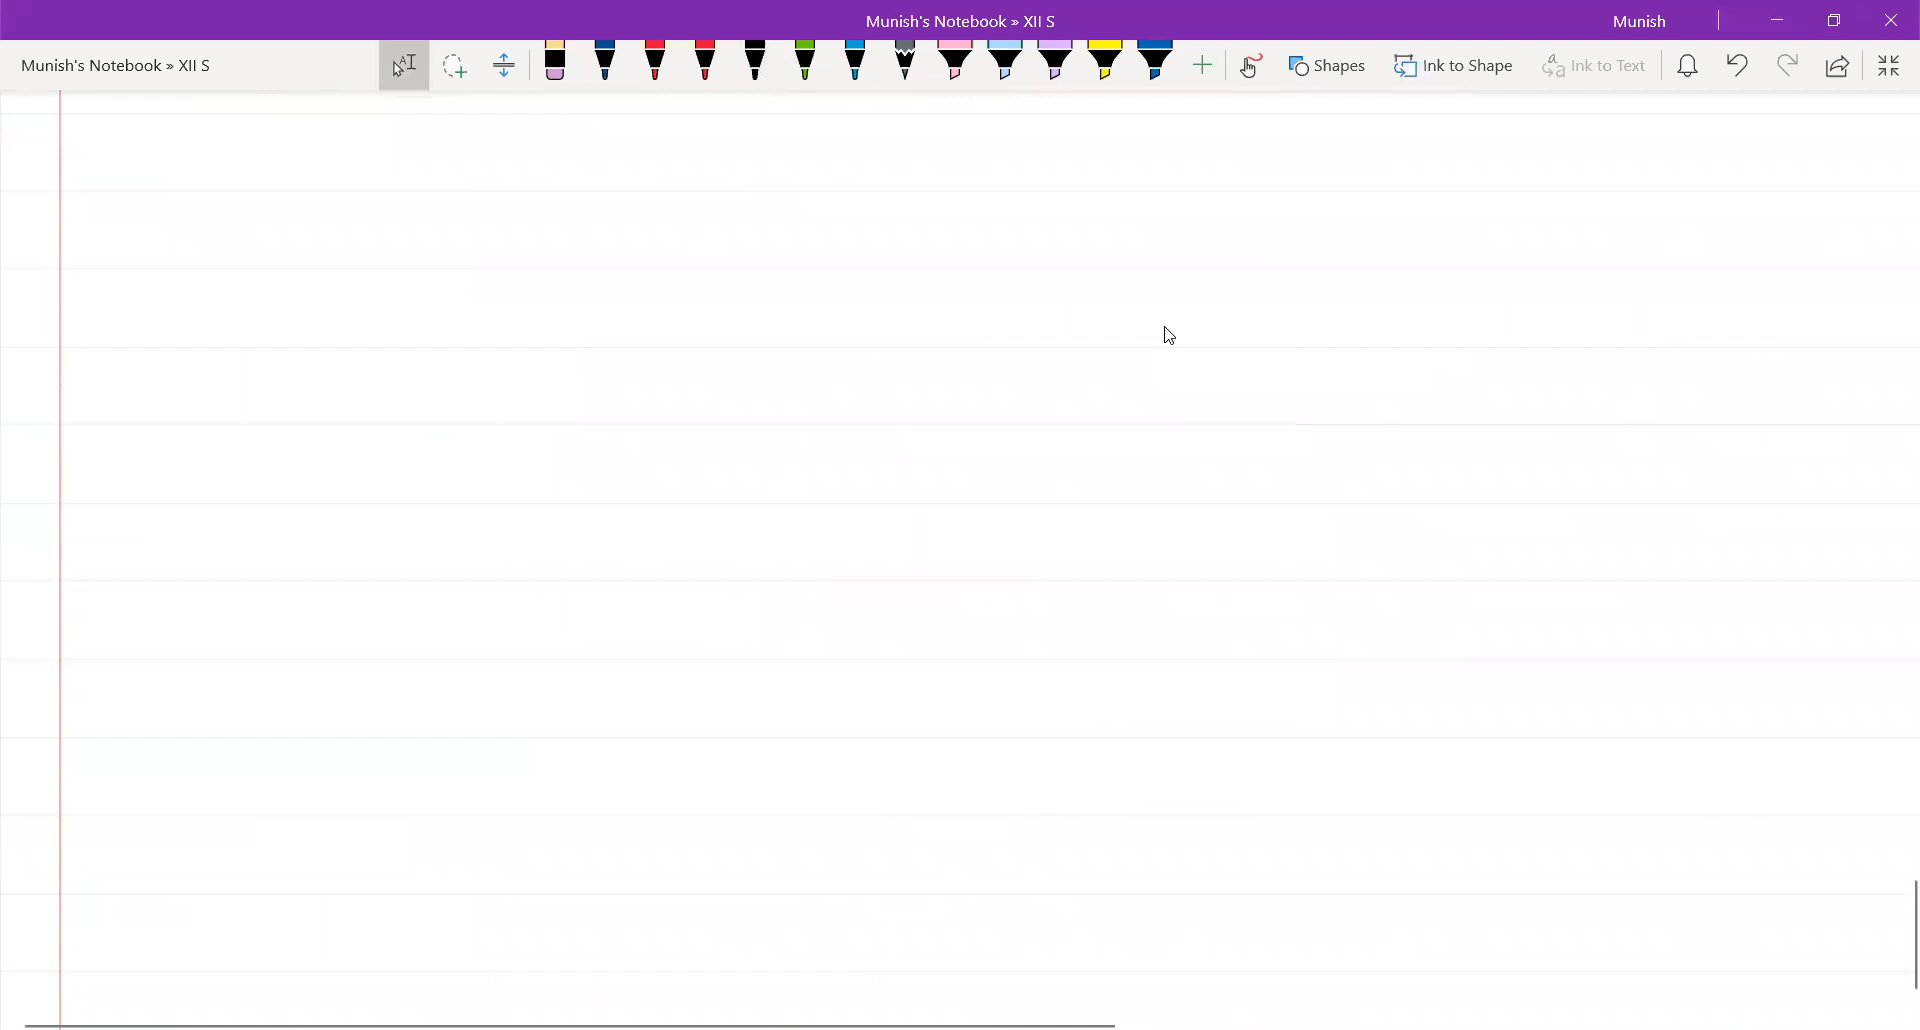 Munish's Notebook » XII S
Munish
Munish's Notebook » XII S
Shapes
Ink to Shape
Ink to Text